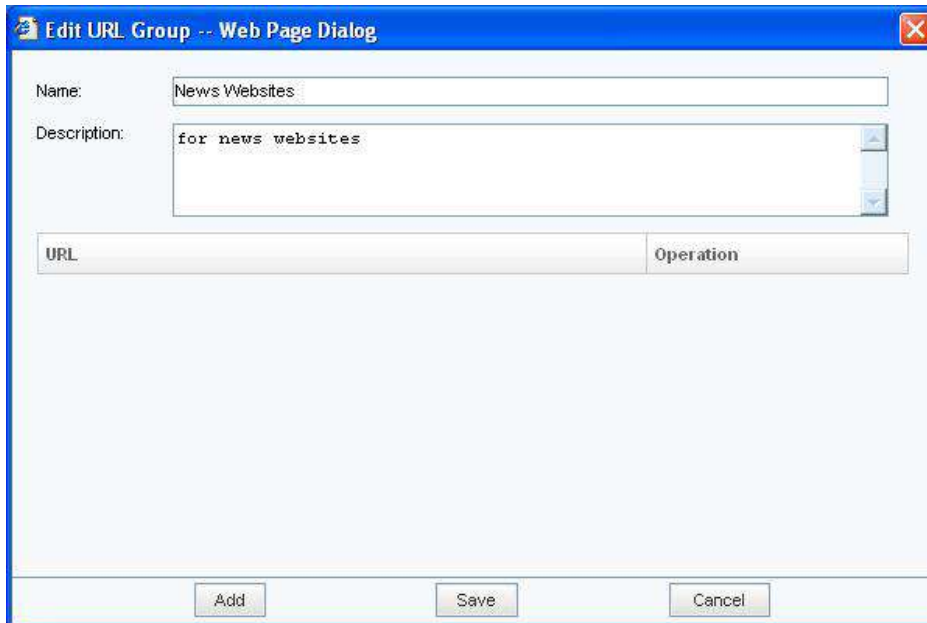 Edit URL Group -- Web Page Dialog
Name: News Websites
Description: for news websites
URL Operation
Add Save Cancel